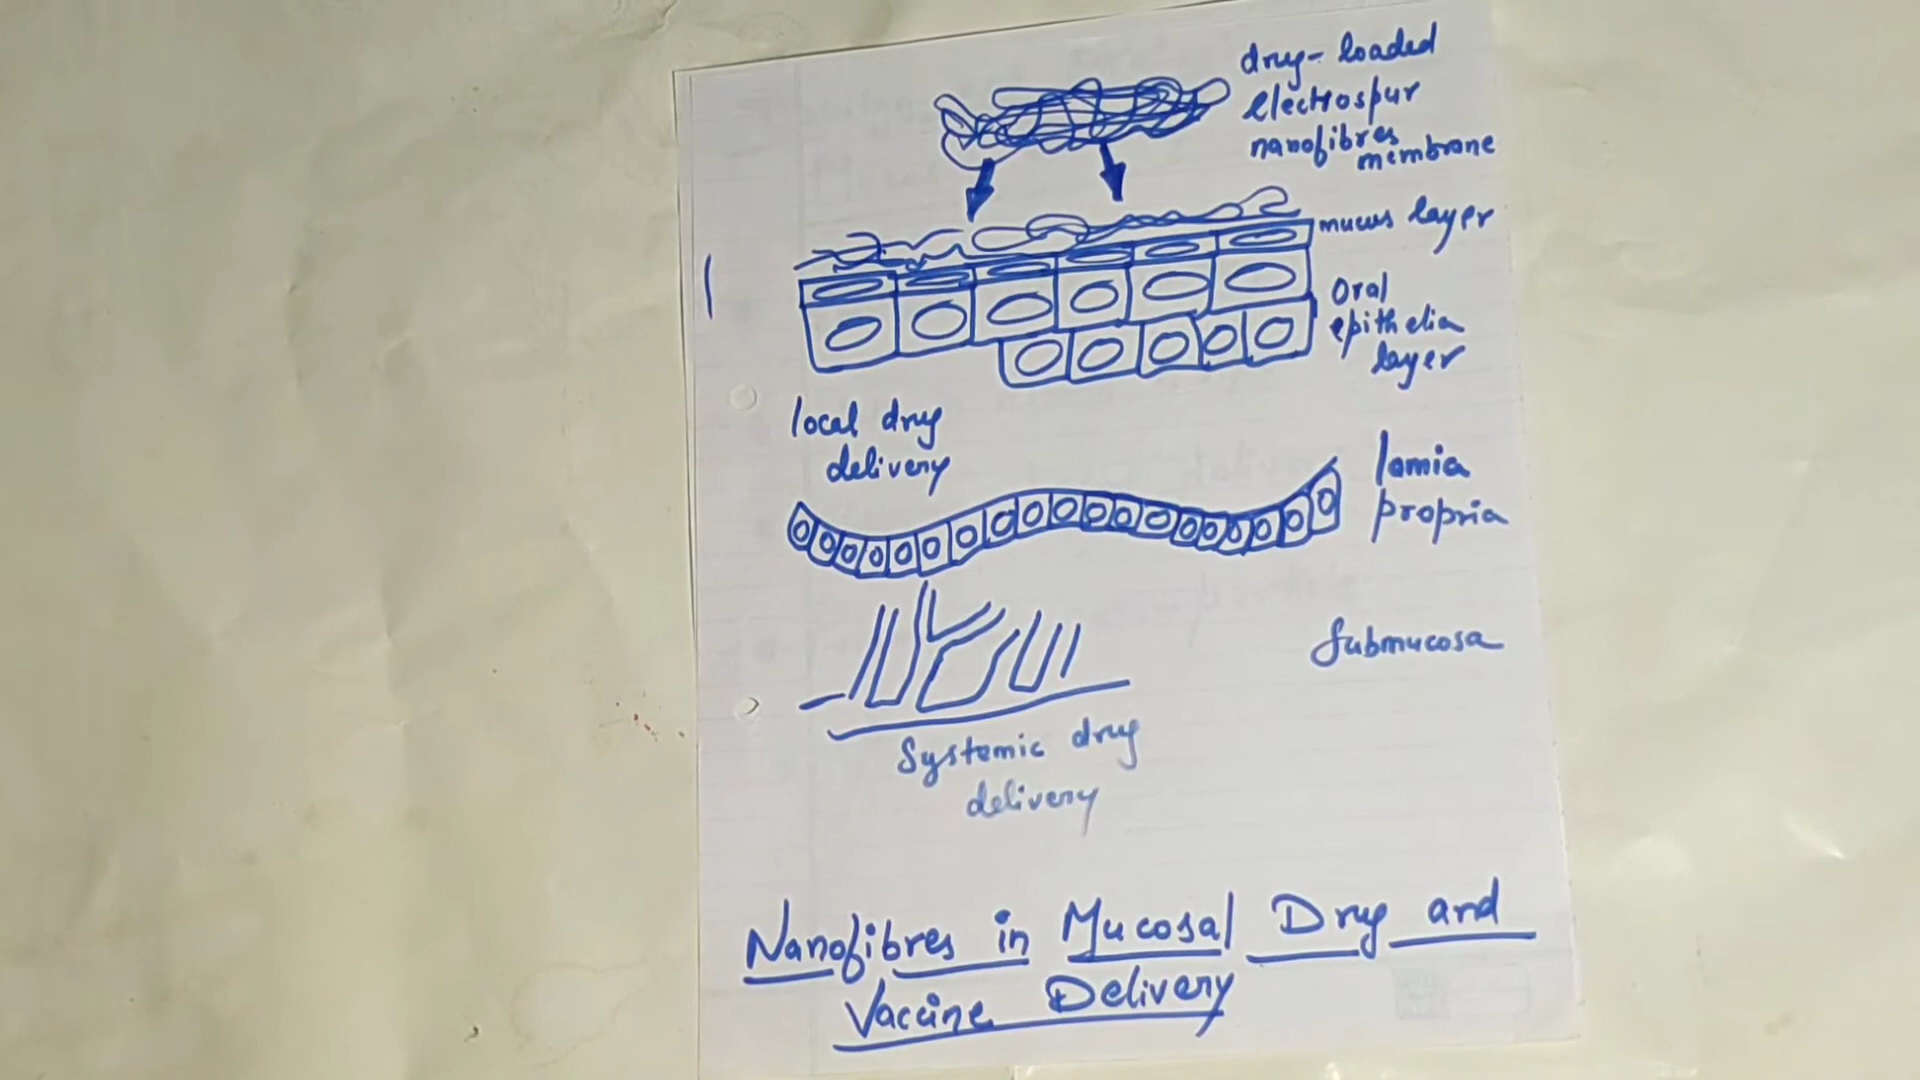 drug-loaded
electrospur
nanofibres
membrane
mucus layer
Oral
epithelia
layer
local drug
delivery
lamia
propria
Submucosa
Systemic drug
delivery
Nanofibres in Mucosal Drug and
Vaccine Delivery